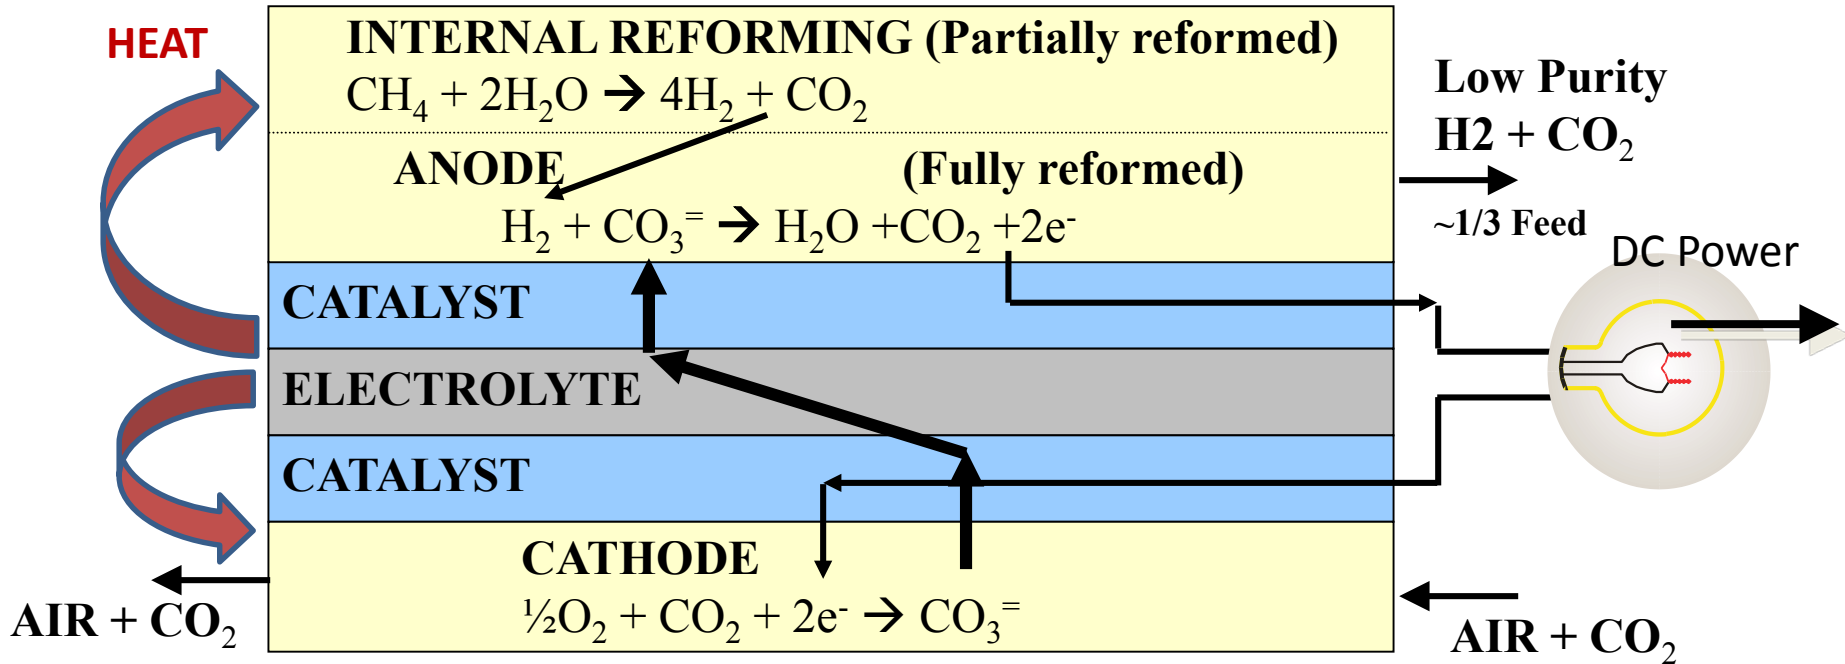 HEAT
INTERNAL REFORMING (Partially reformed)
CH₄ + 2H₂O → 4H₂ + CO₂
Low Purity
H2 + CO₂
ANODE (Fully reformed)
H₂ + CO₃⁼ → H₂O +CO₂ +2e⁻
~1/3 Feed
DC Power
CATALYST
ELECTROLYTE
CATALYST
CATHODE
½O₂ + CO₂ + 2e⁻ → CO₃⁼
AIR + CO₂
AIR + CO₂